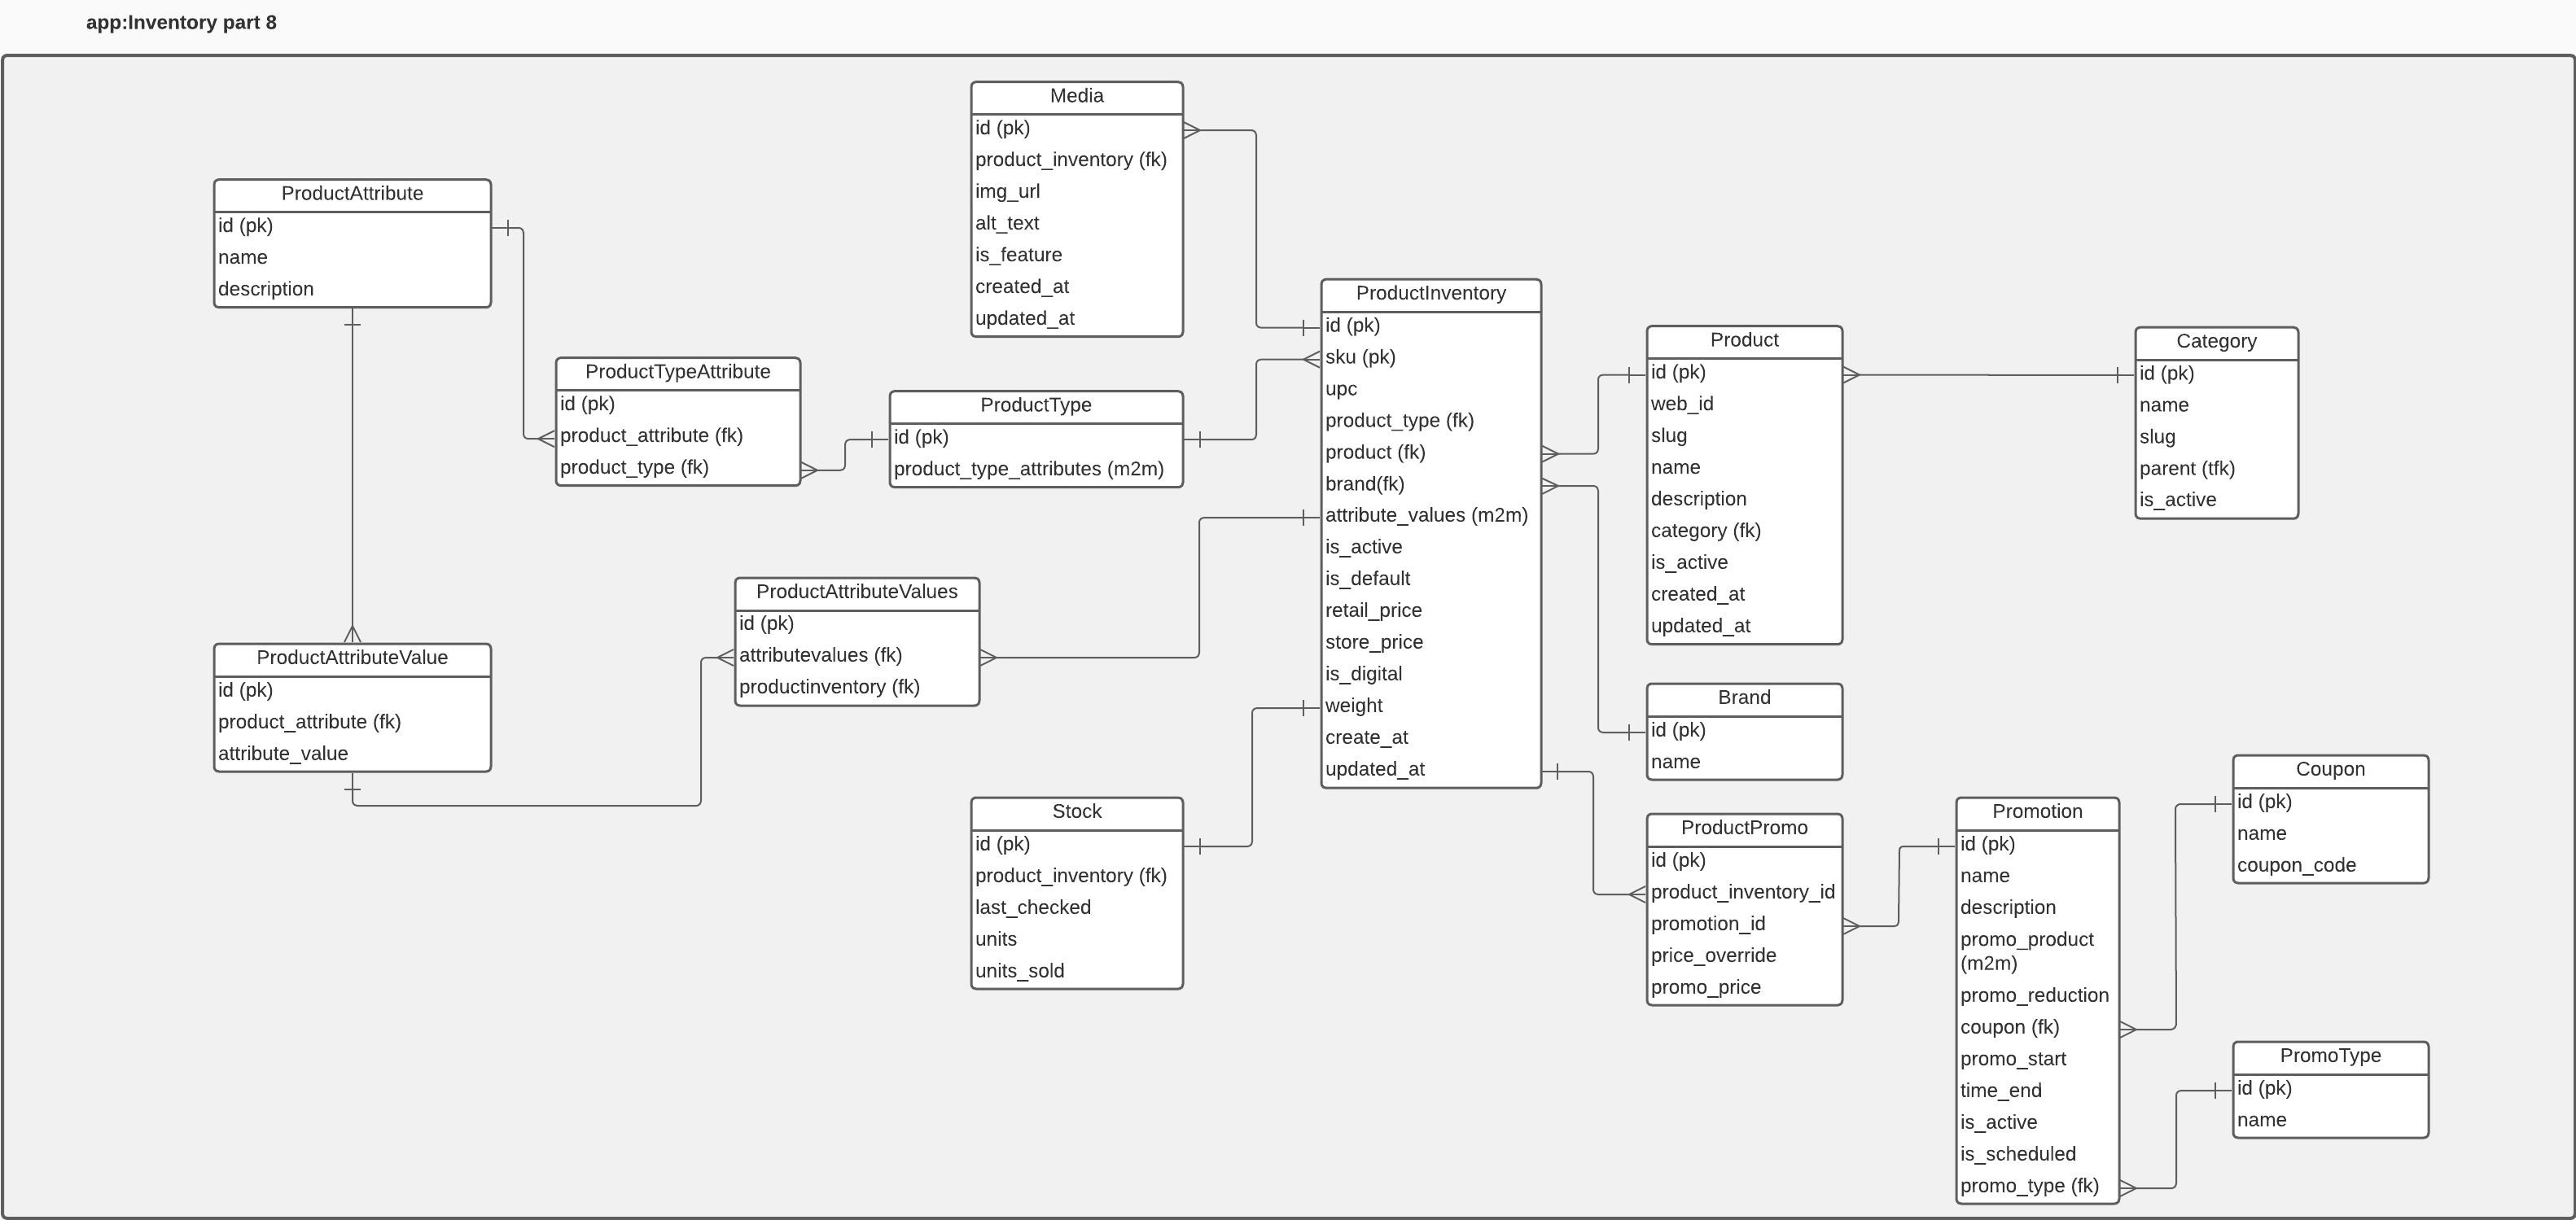 app:Inventory part 8
Media
id (pk)
product_inventory (fk)
img_url
alt_text
is_feature
created_at
updated_at
ProductAttribute
id (pk)
name
description
ProductTypeAttribute
id (pk)
product_attribute (fk)
product_type (fk)
ProductType
id (pk)
product_type_attributes (m2m)
ProductAttributeValue
id (pk)
product_attribute (fk)
attribute_value
ProductAttributeValues
id (pk)
attributevalues (fk)
productinventory (fk)
Stock
id (pk)
product_inventory (fk)
last_checked
units
units_sold
ProductInventory
id (pk)
sku (pk)
upc
product_type (fk)
product (fk)
brand(fk)
attribute_values (m2m)
is_active
is_default
retail_price
store_price
is_digital
weight
create_at
updated_at
Product
id (pk)
web_id
slug
name
description
category (fk)
is_active
created_at
updated_at
Category
id (pk)
name
slug
parent (tfk)
is_active
Brand
id (pk)
name
ProductPromo
id (pk)
product_inventory_id
promotion_id
price_override
promo_price
Promotion
id (pk)
name
description
promo_product
(m2m)
promo_reduction
coupon (fk)
promo_start
time_end
is_active
is_scheduled
promo_type (fk)
Coupon
id (pk)
name
coupon_code
PromoType
id (pk)
name